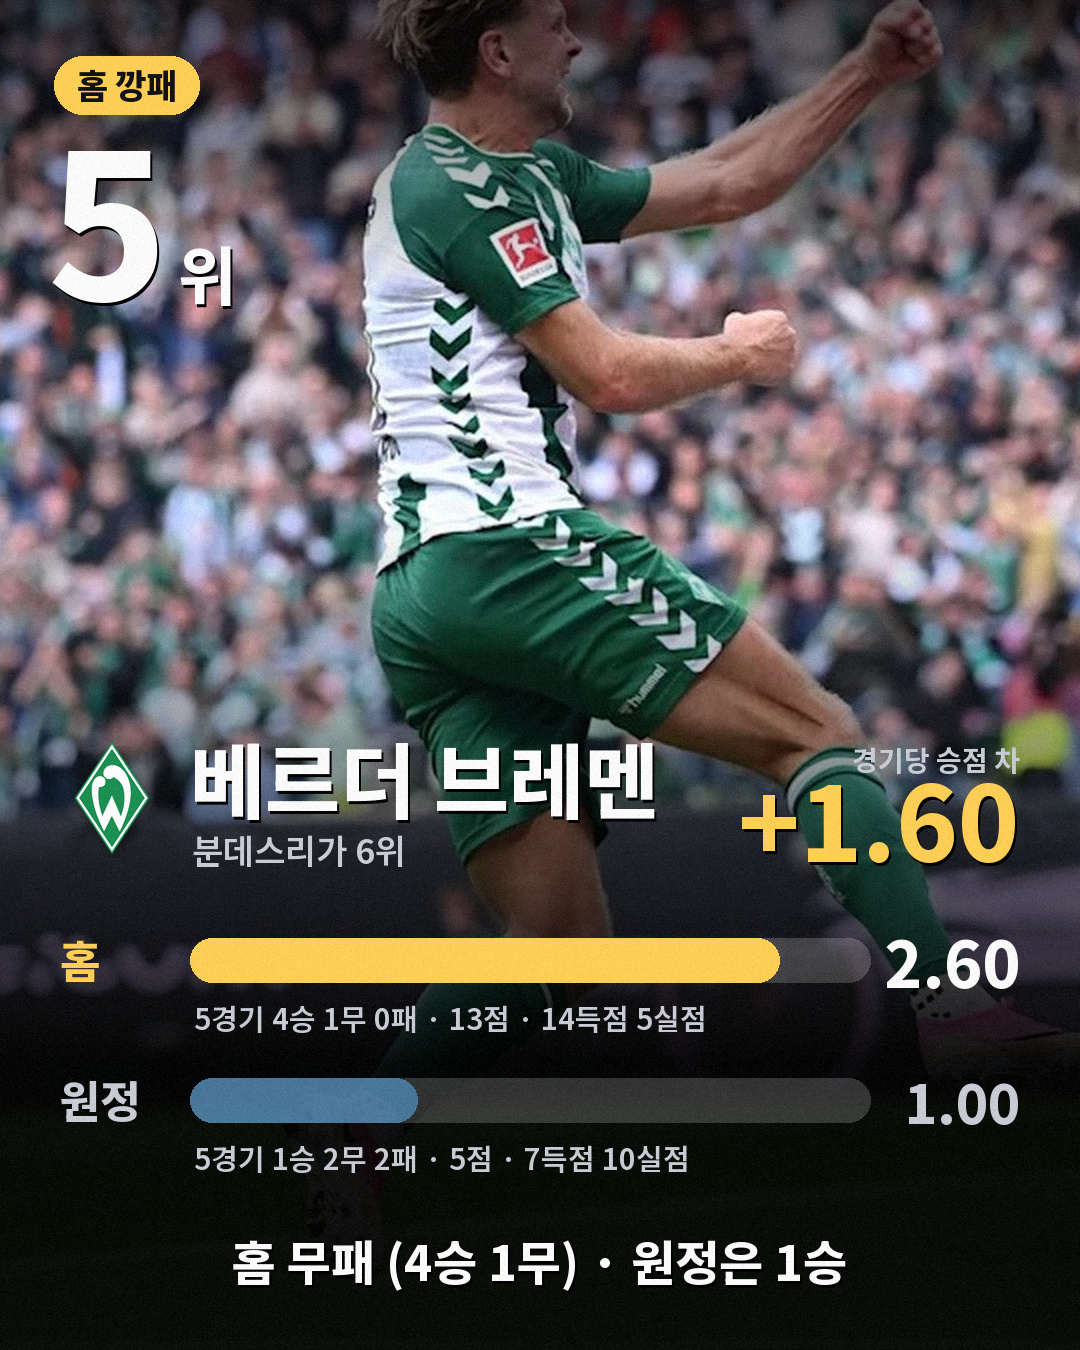 홈 깡패
5위
베르더 브레멘
분데스리가 6위
경기당 승점 차
+1.60
홈
2.60
5경기 4승 1무 0패 · 13점 · 14득점 5실점
원정
1.00
5경기 1승 2무 2패 · 5점 · 7득점 10실점
홈 무패 (4승 1무) · 원정은 1승
hummel
W